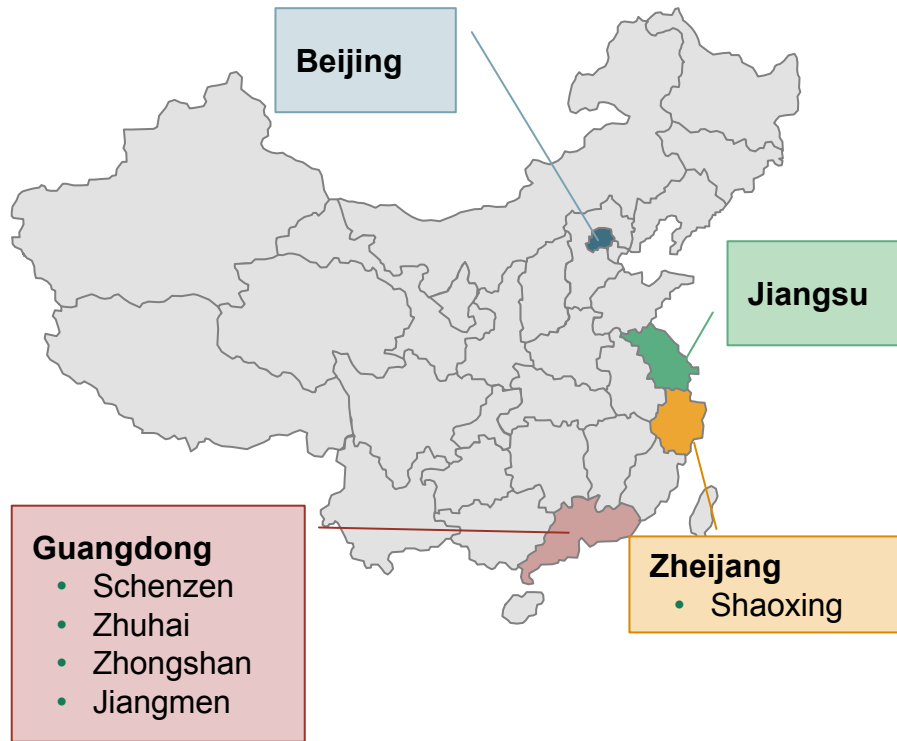 Beijing
Jiangsu
Guangdong
• Schenzen
• Zhuhai
• Zhongshan
• Jiangmen
Zheijang
• Shaoxing